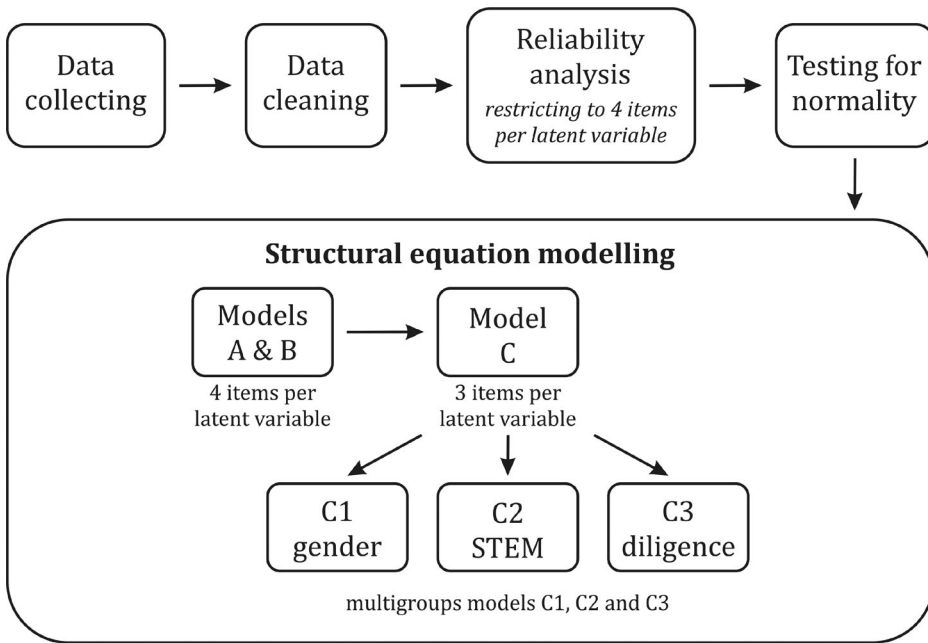 Data
collecting
Data
cleaning
Reliability
analysis
restricting to 4 items
per latent variable
Testing for
normality
Structural equation modelling
Models
A & B
4 items per
latent variable
Model
C
3 items per
latent variable
C1
gender
C2
STEM
C3
diligence
multigroups models C1, C2 and C3